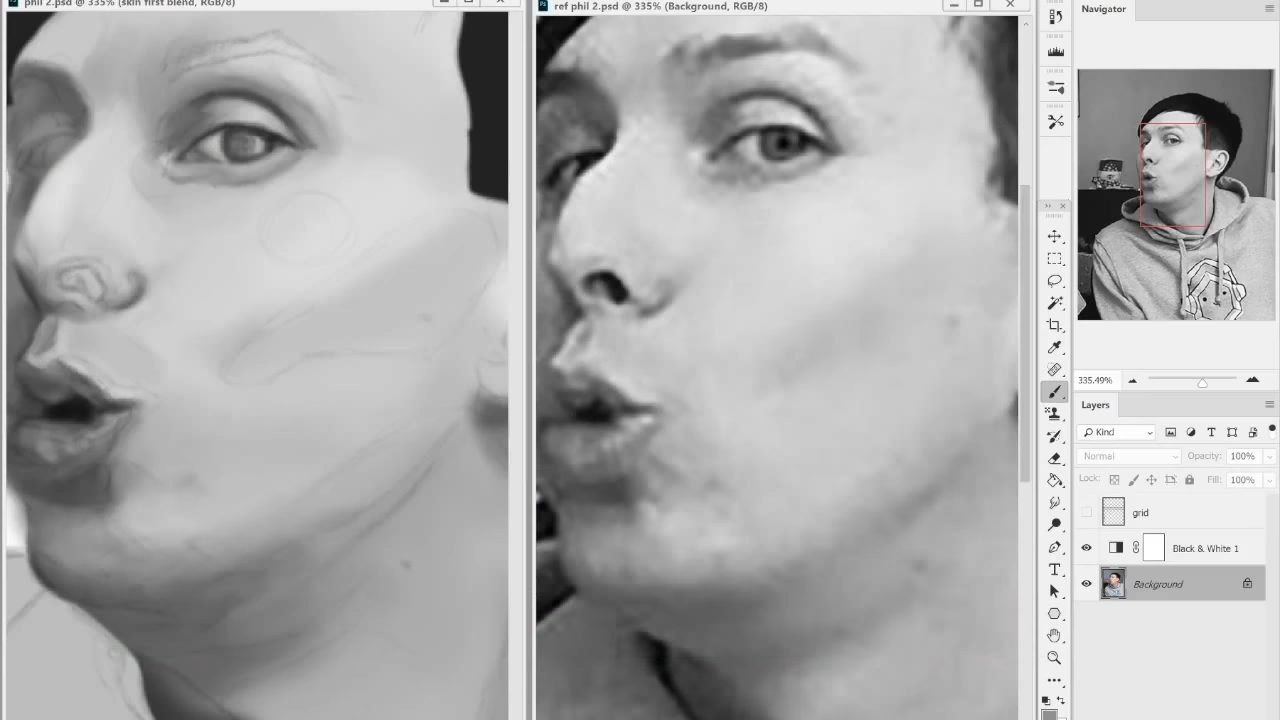 phil 2.psd @ 335% (skin first blend, RGB/8)
ref phil 2.psd @ 335% (Background, RGB/8)
Navigator
335.49%
Layers
Kind
Normal Opacity: 100%
Lock: Fill: 100%
grid
Black & White 1
Background